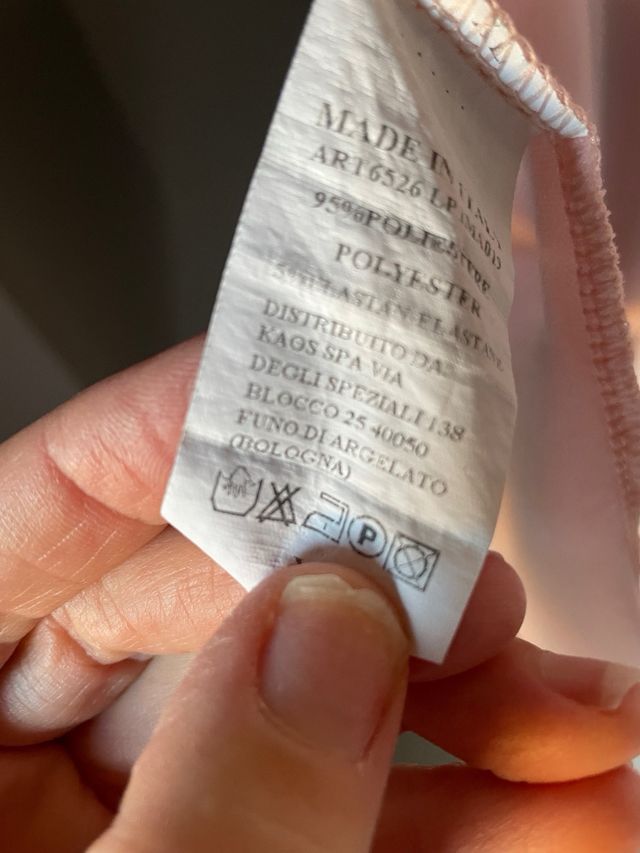 MADE IN ITALY
ART6526 LP
95%POLIESTERE
POLYESTER
5%ELASTAN-ELASTANE
DISTRIBUITO DA:
KAOS SPA VIA
DEGLI SPEZIALI 138
BLOCCO 25 40050
FUNO DI ARGELATO
(BOLOGNA)
P